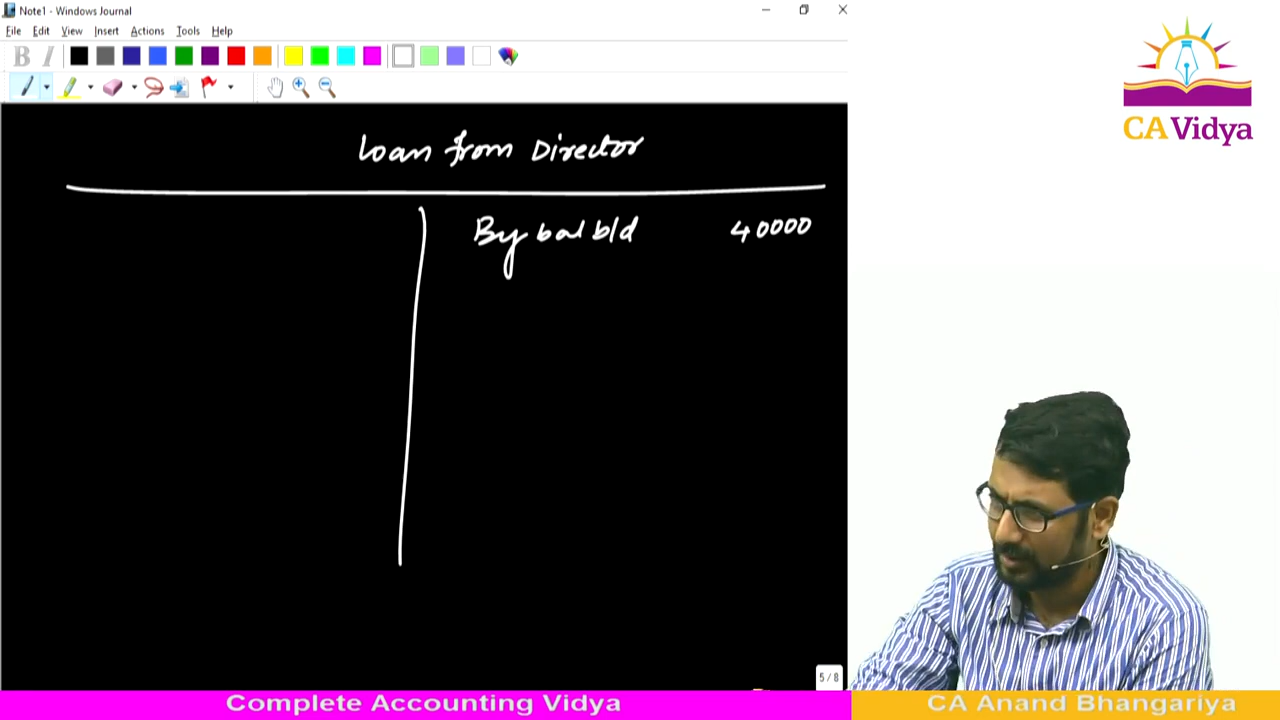 Note1 - Windows Journal
File Edit View Insert Actions Tools Help
B I
CA Vidya
Loan from Director
By bal b/d 40000
5 / 8
Complete Accounting Vidya
CA Anand Bhangariya